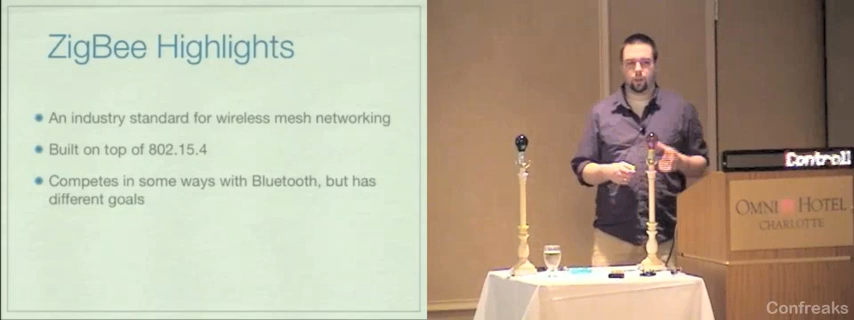 ZigBee Highlights
An industry standard for wireless mesh networking
Built on top of 802.15.4
Competes in some ways with Bluetooth, but has
different goals
Controll
OMNI HOTEL
CHARLOTTE
Confreaks